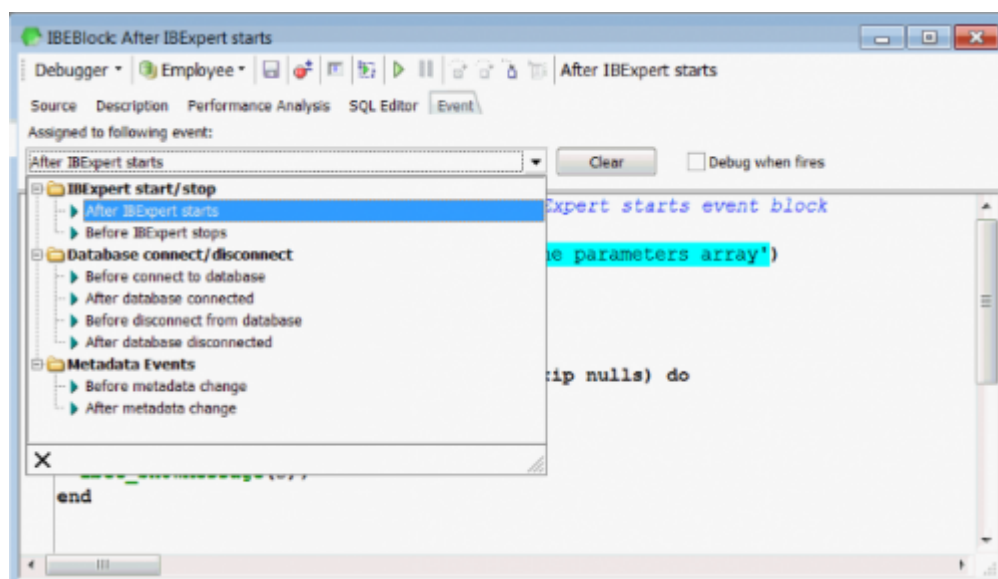 IBEBlock: After IBExpert starts
Debugger Employee After IBExpert starts
Source Description Performance Analysis SQL Editor Event
Assigned to following event:
After IBExpert starts Clear Debug when fires
IBExpert start/stop
After IBExpert starts
Before IBExpert stops
Database connect/disconnect
Before connect to database
After database connected
Before disconnect from database
After database disconnected
Metadata Events
Before metadata change
After metadata change
Expert starts event block
parameters array')
nulls) do
end